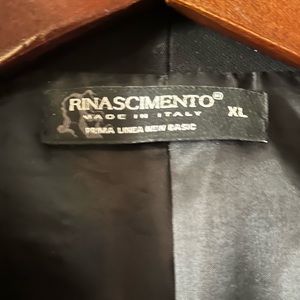 RINASCIMENTO®
XL
MADE IN ITALY
PRIMA LINEA NEW BASIC